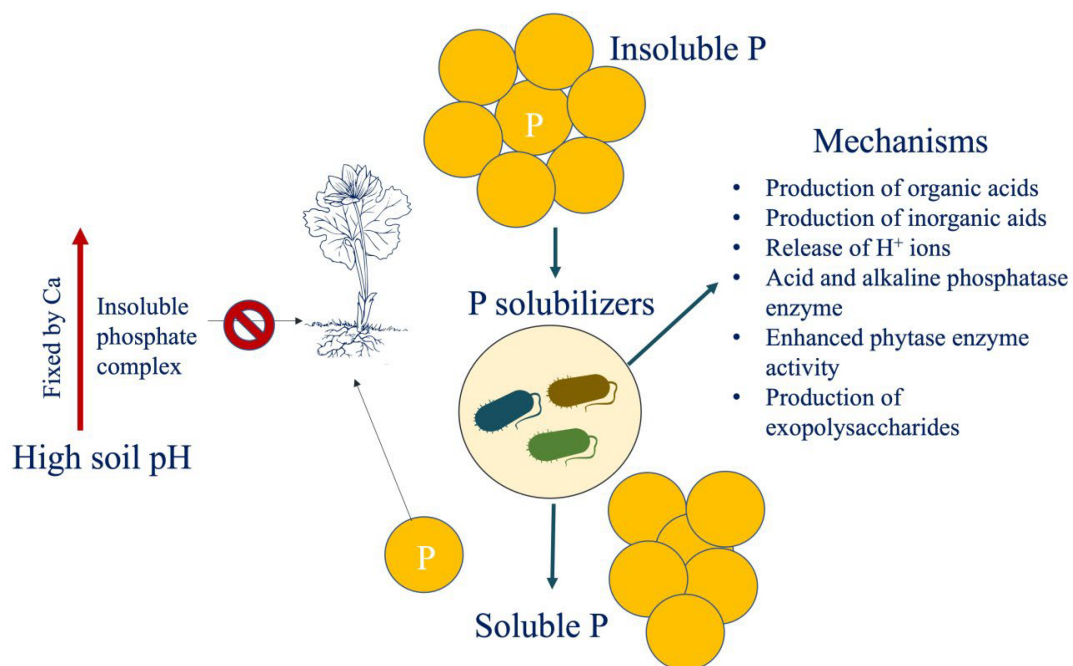 Insoluble P
P
Mechanisms
• Production of organic acids
• Production of inorganic aids
• Release of H⁺ ions
• Acid and alkaline phosphatase
enzyme
• Enhanced phytase enzyme
activity
• Production of
exopolysaccharides
P solubilizers
Fixed by Ca
Insoluble
phosphate
complex
High soil pH
P
Soluble P